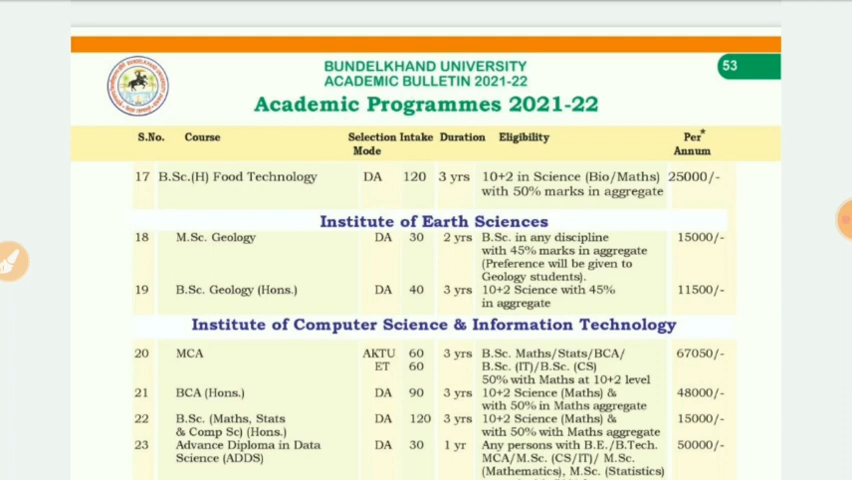 BUNDELKHAND UNIVERSITY
ACADEMIC BULLETIN 2021-22
53
Academic Programmes 2021-22
S.No. Course Selection Mode Intake Duration Eligibility Per* Annum
17 B.Sc.(H) Food Technology DA 120 3 yrs 10+2 in Science (Bio/Maths) 25000/-
with 50% marks in aggregate
Institute of Earth Sciences
18 M.Sc. Geology DA 30 2 yrs B.Sc. in any discipline 15000/-
with 45% marks in aggregate
(Preference will be given to
Geology students).
19 B.Sc. Geology (Hons.) DA 40 3 yrs 10+2 Science with 45% 11500/-
in aggregate
Institute of Computer Science & Information Technology
20 MCA AKTU 60 3 yrs B.Sc. Maths/Stats/BCA/ 67050/-
ET 60 B.Sc. (IT)/B.Sc. (CS)
50% with Maths at 10+2 level
21 BCA (Hons.) DA 90 3 yrs 10+2 Science (Maths) & 48000/-
with 50% in Maths aggregate
22 B.Sc. (Maths, Stats DA 120 3 yrs 10+2 Science (Maths) & 15000/-
& Comp Sc) (Hons.) with 50% with Maths aggregate
23 Advance Diploma in Data DA 30 1 yr Any persons with B.E./B.Tech. 50000/-
Science (ADDS) MCA/M.Sc. (CS/IT)/ M.Sc.
(Mathematics), M.Sc. (Statistics)